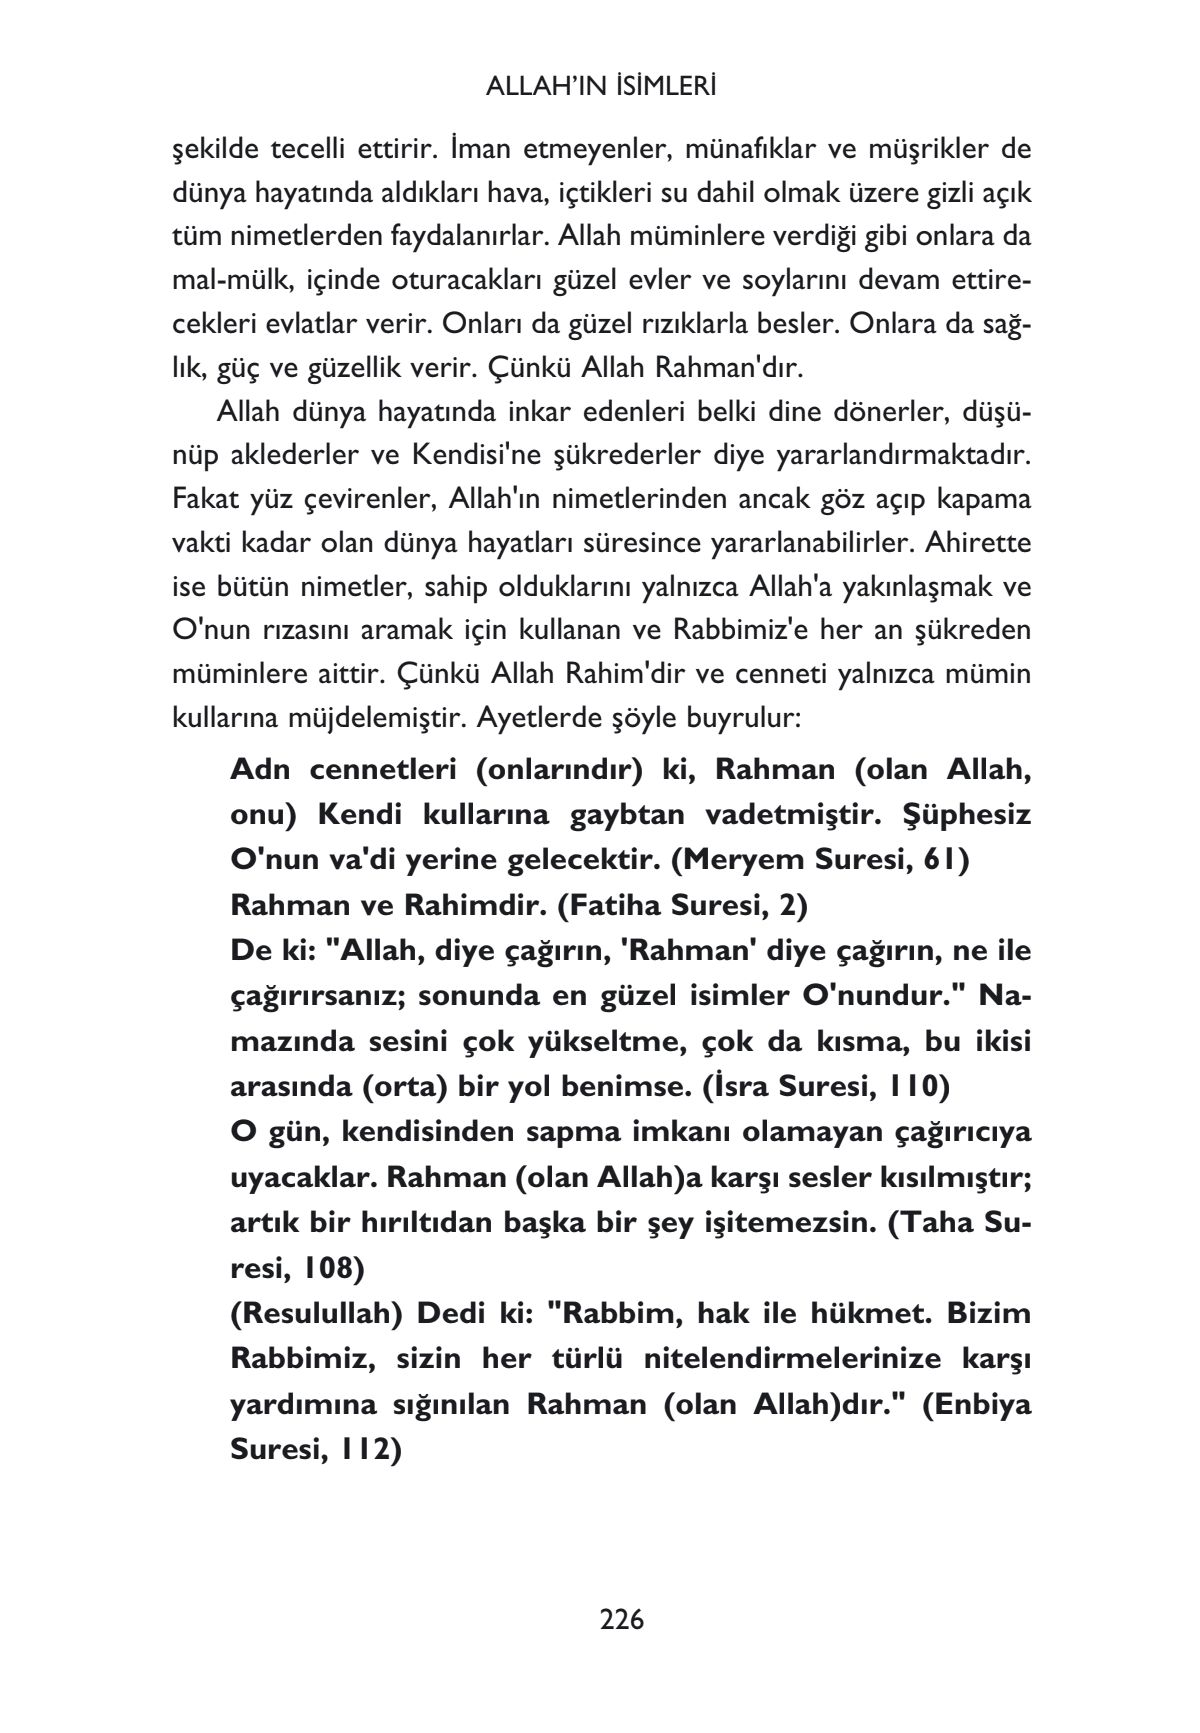 ALLAH’IN İSİMLERİ
şekilde tecelli ettirir. İman etmeyenler, münafıklar ve müşrikler de
dünya hayatında aldıkları hava, içtikleri su dahil olmak üzere gizli açık
tüm nimetlerden faydalanırlar. Allah müminlere verdiği gibi onlara da
mal-mülk, içinde oturacakları güzel evler ve soylarını devam ettire-
cekleri evlatlar verir. Onları da güzel rızıklarla besler. Onlara da sağ-
lık, güç ve güzellik verir. Çünkü Allah Rahman'dır.
Allah dünya hayatında inkar edenleri belki dine dönerler, düşü-
nüp aklederler ve Kendisi'ne şükrederler diye yararlandırmaktadır.
Fakat yüz çevirenler, Allah'ın nimetlerinden ancak göz açıp kapama
vakti kadar olan dünya hayatları süresince yararlanabilirler. Ahirette
ise bütün nimetler, sahip olduklarını yalnızca Allah'a yakınlaşmak ve
O'nun rızasını aramak için kullanan ve Rabbimiz'e her an şükreden
müminlere aittir. Çünkü Allah Rahim'dir ve cenneti yalnızca mümin
kullarına müjdelemiştir. Ayetlerde şöyle buyrulur:
Adn cennetleri (onlarındır) ki, Rahman (olan Allah,
onu) Kendi kullarına gaybtan vadetmiştir. Şüphesiz
O'nun va'di yerine gelecektir. (Meryem Suresi, 61)
Rahman ve Rahimdir. (Fatiha Suresi, 2)
De ki: "Allah, diye çağırın, 'Rahman' diye çağırın, ne ile
çağırırsanız; sonunda en güzel isimler O'nundur." Na-
mazında sesini çok yükseltme, çok da kısma, bu ikisi
arasında (orta) bir yol benimse. (İsra Suresi, 110)
O gün, kendisinden sapma imkanı olamayan çağırıcıya
uyacaklar. Rahman (olan Allah)a karşı sesler kısılmıştır;
artık bir hırıltıdan başka bir şey işitemezsin. (Taha Su-
resi, 108)
(Resulullah) Dedi ki: "Rabbim, hak ile hükmet. Bizim
Rabbimiz, sizin her türlü nitelendirmelerinize karşı
yardımına sığınılan Rahman (olan Allah)dır." (Enbiya
Suresi, 112)
226